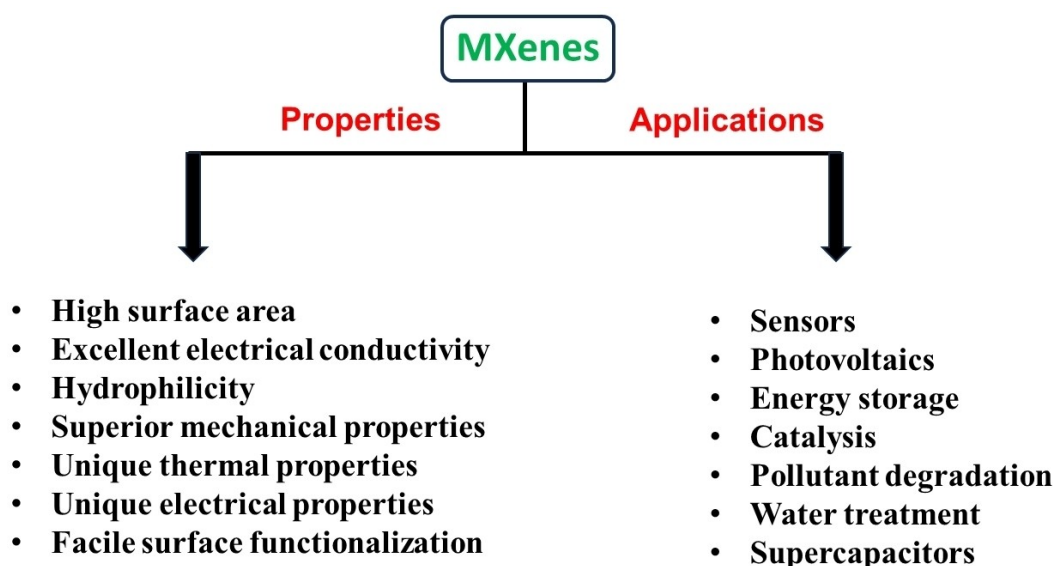 MXenes
Properties
Applications
• High surface area
• Excellent electrical conductivity
• Hydrophilicity
• Superior mechanical properties
• Unique thermal properties
• Unique electrical properties
• Facile surface functionalization
• Sensors
• Photovoltaics
• Energy storage
• Catalysis
• Pollutant degradation
• Water treatment
• Supercapacitors